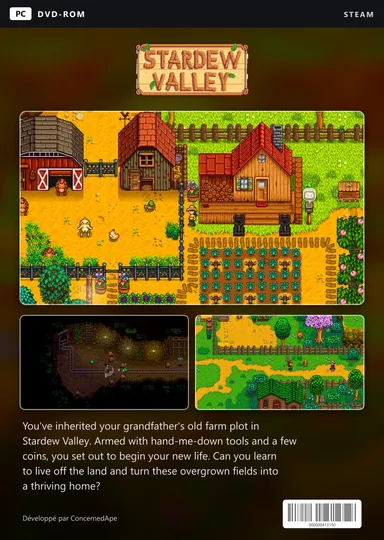 PC DVD-ROM STEAM
STARDEW
VALLEY
You've inherited your grandfather's old farm plot in
Stardew Valley. Armed with hand-me-down tools and a few
coins, you set out to begin your new life. Can you learn
to live off the land and turn these overgrown fields into
a thriving home?
Développé par ConcernedApe